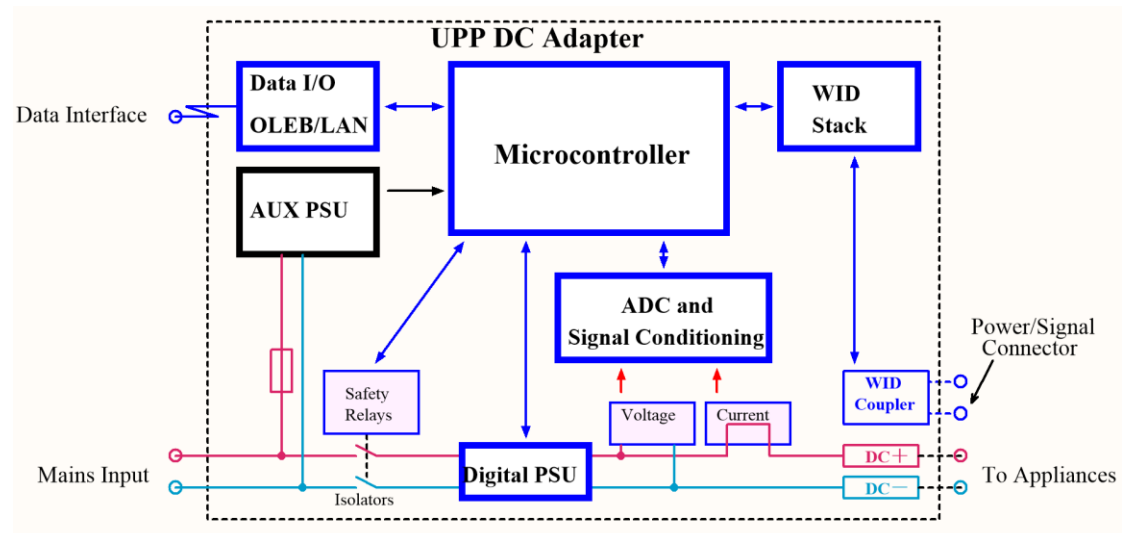 UPP DC Adapter
Data Interface
Data I/O
OLEB/LAN
Microcontroller
WID
Stack
AUX PSU
ADC and
Signal Conditioning
Power/Signal
Connector
Safety
Relays
Voltage
Current
WID
Coupler
Mains Input
Isolators
Digital PSU
DC+
DC−
To Appliances